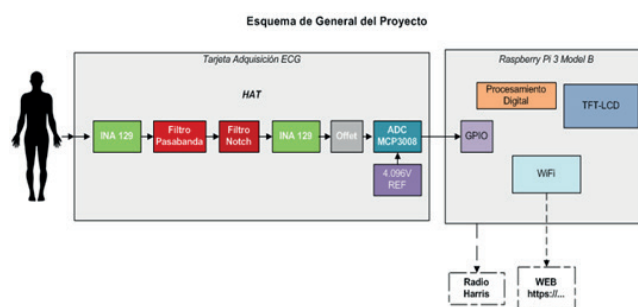 Esquema de General del Proyecto
Tarjeta Adquisición ECG
Raspberry Pi 3 Model B
HAT
Procesamiento
Digital
TFT-LCD
INA 129
Filtro
Pasabanda
Filtro
Notch
INA 129
Offet
ADC
MCP3008
GPIO
4.096V
REF
WiFi
Radio
Harris
WEB
https://...